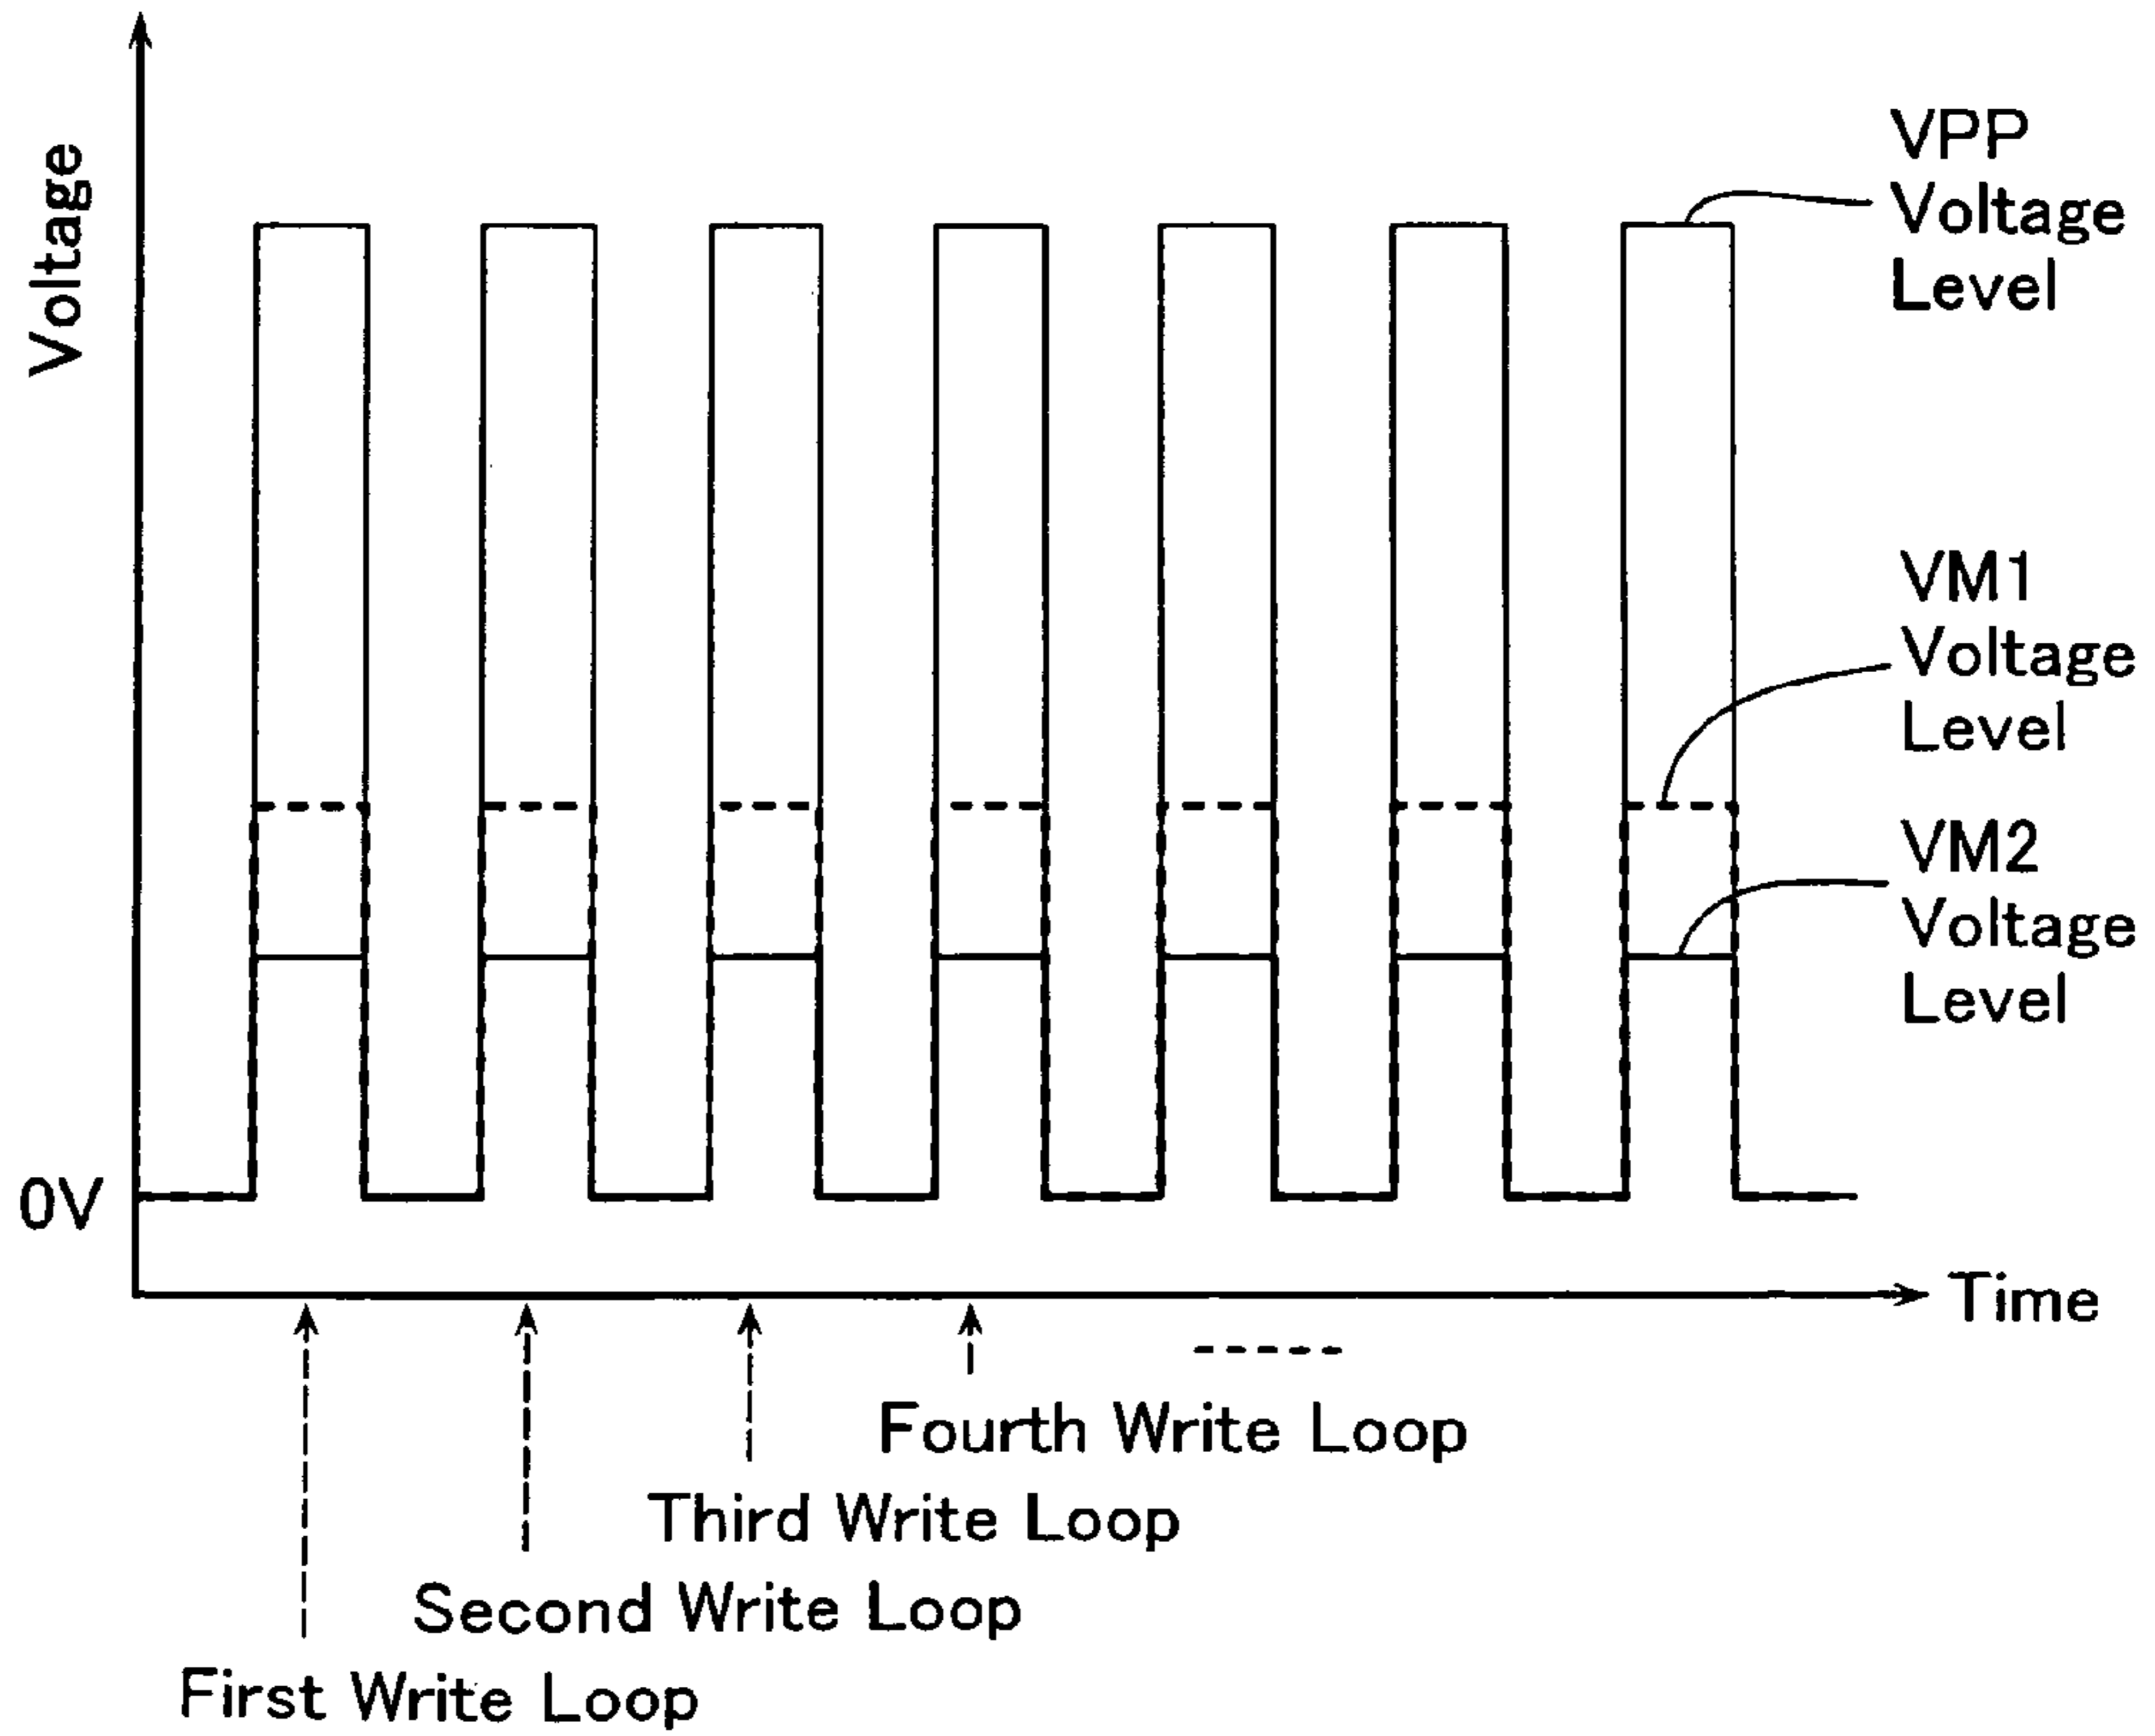 Voltage
VPP
Voltage
Level
VM1
Voltage
Level
VM2
Voltage
Level
0V
Time
Fourth Write Loop
Third Write Loop
Second Write Loop
First Write Loop